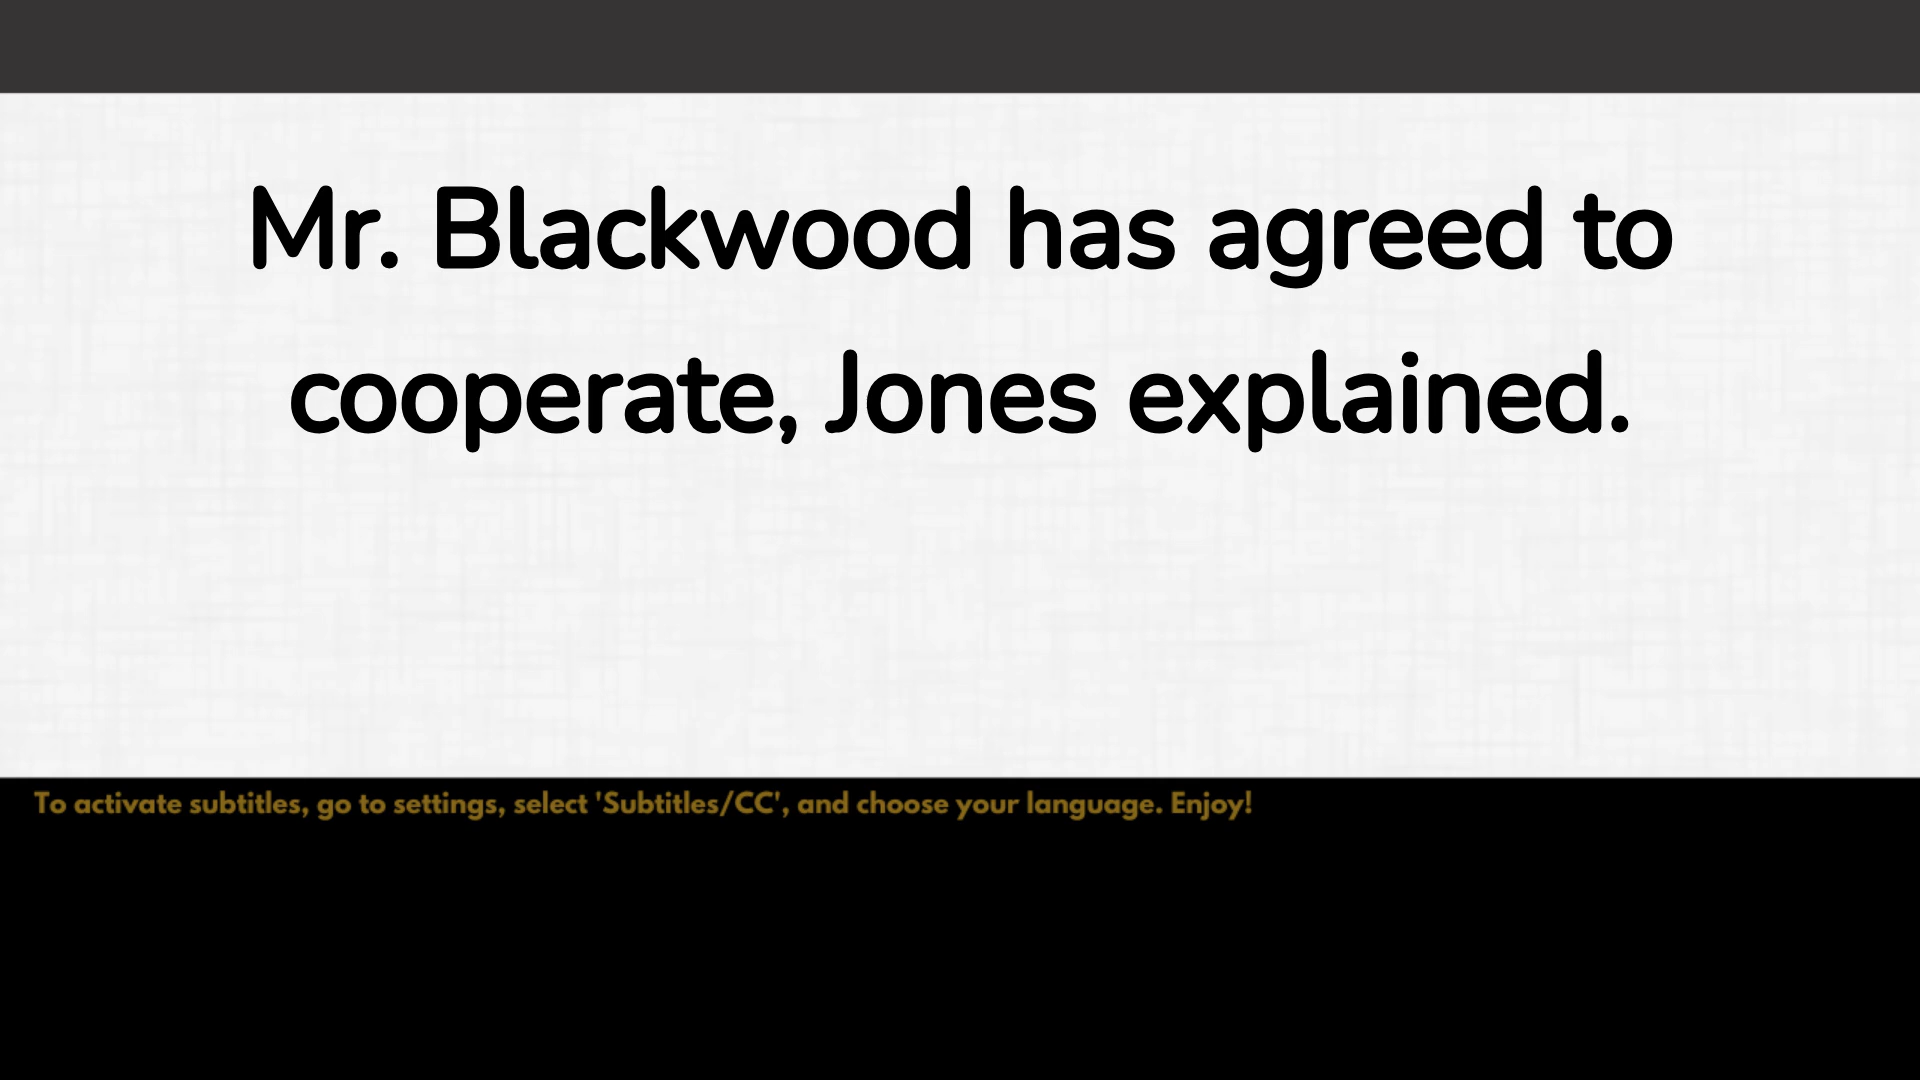 Mr. Blackwood has agreed to
cooperate, Jones explained.
To activate subtitles, go to settings, select 'Subtitles/CC', and choose your language. Enjoy!